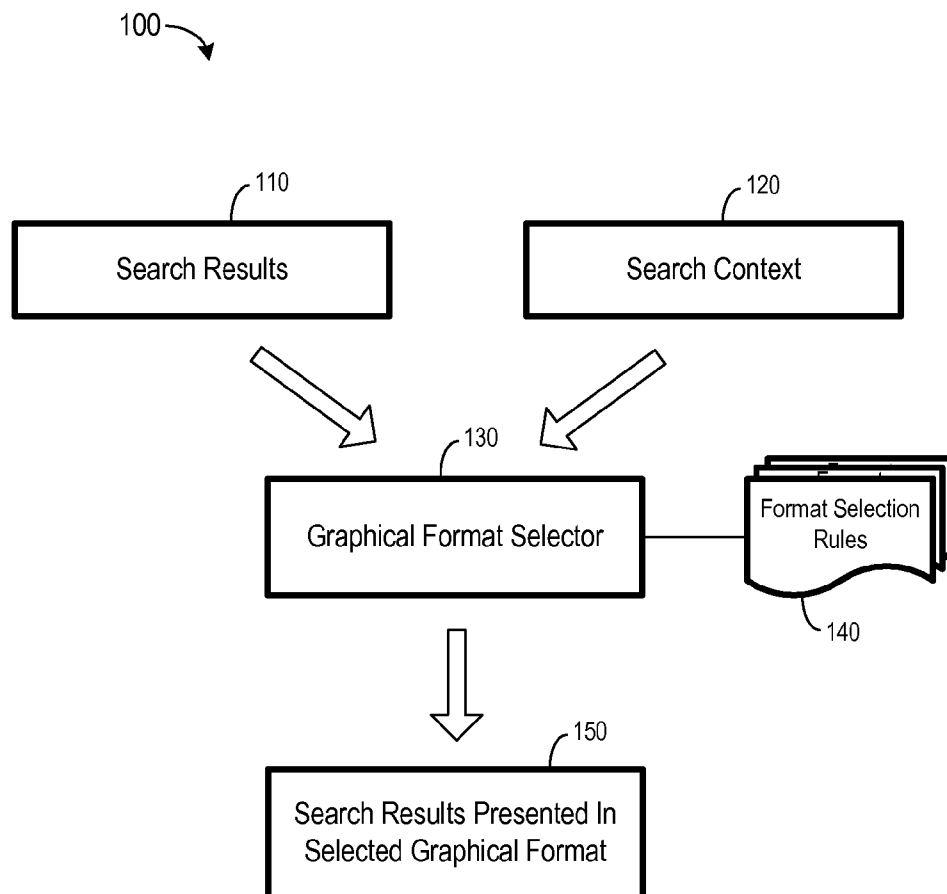 100
110
120
Search Results
Search Context
130
Graphical Format Selector
Format Selection
Rules
140
150
Search Results Presented In
Selected Graphical Format